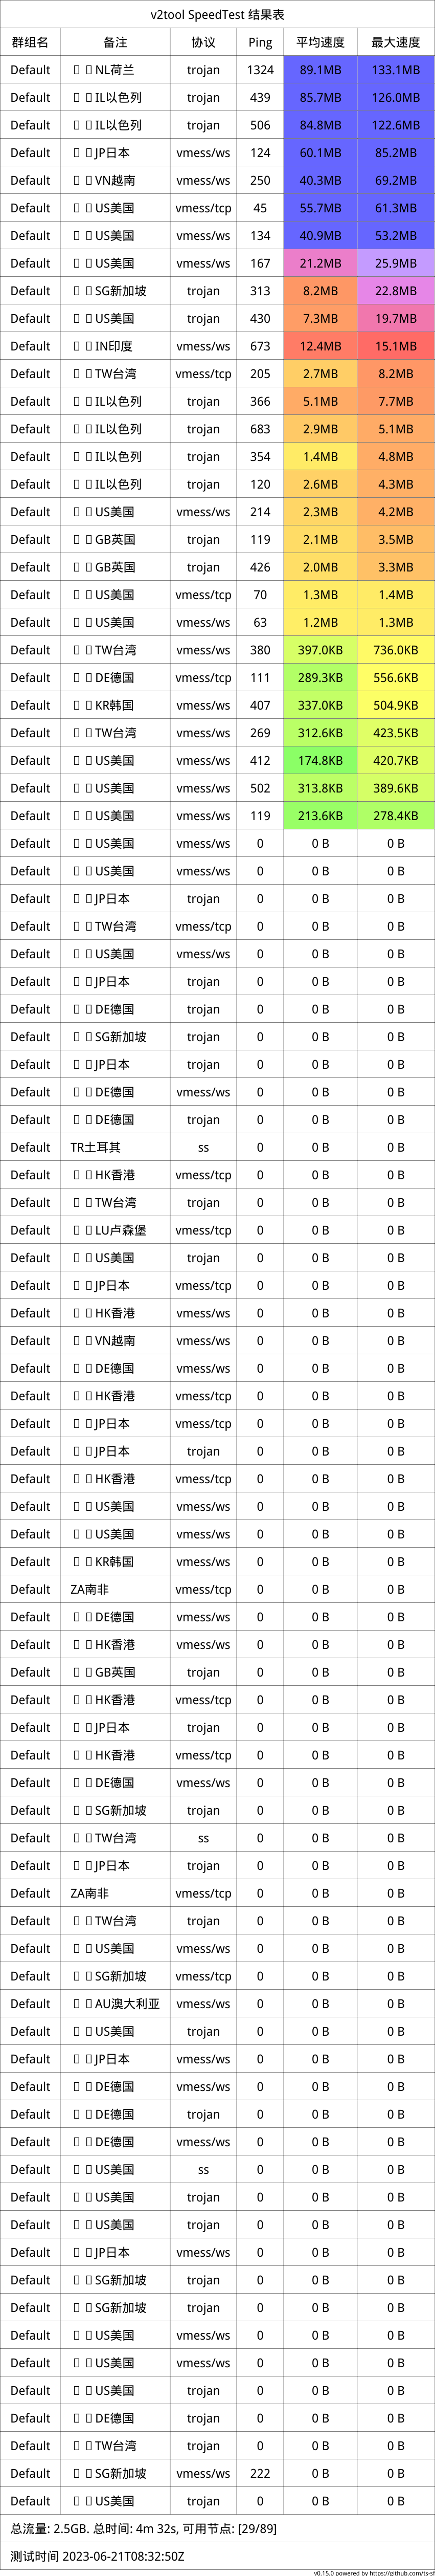 v2tool SpeedTest 结果表
群组名 备注 协议 Ping 平均速度 最大速度
Default NL荷兰 trojan 1324 89.1MB 133.1MB
Default IL以色列 trojan 439 85.7MB 126.0MB
Default IL以色列 trojan 506 84.8MB 122.6MB
Default JP日本 vmess/ws 124 60.1MB 85.2MB
Default VN越南 vmess/ws 250 40.3MB 69.2MB
Default US美国 vmess/tcp 45 55.7MB 61.3MB
Default US美国 vmess/ws 134 40.9MB 53.2MB
Default US美国 vmess/ws 167 21.2MB 25.9MB
Default SG新加坡 trojan 313 8.2MB 22.8MB
Default US美国 trojan 430 7.3MB 19.7MB
Default IN印度 vmess/ws 673 12.4MB 15.1MB
Default TW台湾 vmess/tcp 205 2.7MB 8.2MB
Default IL以色列 trojan 366 5.1MB 7.7MB
Default IL以色列 trojan 683 2.9MB 5.1MB
Default IL以色列 trojan 354 1.4MB 4.8MB
Default IL以色列 trojan 120 2.6MB 4.3MB
Default US美国 vmess/ws 214 2.3MB 4.2MB
Default GB英国 trojan 119 2.1MB 3.5MB
Default GB英国 trojan 426 2.0MB 3.3MB
Default US美国 vmess/tcp 70 1.3MB 1.4MB
Default US美国 vmess/ws 63 1.2MB 1.3MB
Default TW台湾 vmess/ws 380 397.0KB 736.0KB
Default DE德国 vmess/tcp 111 289.3KB 556.6KB
Default KR韩国 vmess/ws 407 337.0KB 504.9KB
Default TW台湾 vmess/ws 269 312.6KB 423.5KB
Default US美国 vmess/ws 412 174.8KB 420.7KB
Default US美国 vmess/ws 502 313.8KB 389.6KB
Default US美国 vmess/ws 119 213.6KB 278.4KB
Default US美国 vmess/ws 0 0 B 0 B
Default US美国 vmess/ws 0 0 B 0 B
Default JP日本 trojan 0 0 B 0 B
Default TW台湾 vmess/tcp 0 0 B 0 B
Default US美国 vmess/ws 0 0 B 0 B
Default JP日本 trojan 0 0 B 0 B
Default DE德国 trojan 0 0 B 0 B
Default SG新加坡 trojan 0 0 B 0 B
Default JP日本 trojan 0 0 B 0 B
Default DE德国 vmess/ws 0 0 B 0 B
Default DE德国 trojan 0 0 B 0 B
Default TR土耳其 ss 0 0 B 0 B
Default HK香港 vmess/tcp 0 0 B 0 B
Default TW台湾 trojan 0 0 B 0 B
Default LU卢森堡 vmess/tcp 0 0 B 0 B
Default US美国 trojan 0 0 B 0 B
Default JP日本 vmess/tcp 0 0 B 0 B
Default HK香港 vmess/ws 0 0 B 0 B
Default VN越南 vmess/ws 0 0 B 0 B
Default DE德国 vmess/ws 0 0 B 0 B
Default HK香港 vmess/tcp 0 0 B 0 B
Default JP日本 vmess/tcp 0 0 B 0 B
Default JP日本 trojan 0 0 B 0 B
Default HK香港 vmess/tcp 0 0 B 0 B
Default US美国 vmess/ws 0 0 B 0 B
Default US美国 vmess/ws 0 0 B 0 B
Default KR韩国 vmess/ws 0 0 B 0 B
Default ZA南非 vmess/tcp 0 0 B 0 B
Default DE德国 vmess/ws 0 0 B 0 B
Default HK香港 vmess/ws 0 0 B 0 B
Default GB英国 trojan 0 0 B 0 B
Default HK香港 vmess/tcp 0 0 B 0 B
Default JP日本 trojan 0 0 B 0 B
Default HK香港 vmess/tcp 0 0 B 0 B
Default DE德国 vmess/ws 0 0 B 0 B
Default SG新加坡 trojan 0 0 B 0 B
Default TW台湾 ss 0 0 B 0 B
Default JP日本 trojan 0 0 B 0 B
Default ZA南非 vmess/tcp 0 0 B 0 B
Default TW台湾 trojan 0 0 B 0 B
Default US美国 vmess/ws 0 0 B 0 B
Default SG新加坡 vmess/tcp 0 0 B 0 B
Default AU澳大利亚 vmess/ws 0 0 B 0 B
Default US美国 trojan 0 0 B 0 B
Default JP日本 vmess/ws 0 0 B 0 B
Default DE德国 vmess/ws 0 0 B 0 B
Default DE德国 trojan 0 0 B 0 B
Default DE德国 vmess/ws 0 0 B 0 B
Default US美国 ss 0 0 B 0 B
Default US美国 trojan 0 0 B 0 B
Default US美国 trojan 0 0 B 0 B
Default JP日本 vmess/ws 0 0 B 0 B
Default SG新加坡 trojan 0 0 B 0 B
Default SG新加坡 trojan 0 0 B 0 B
Default US美国 vmess/ws 0 0 B 0 B
Default US美国 vmess/ws 0 0 B 0 B
Default US美国 trojan 0 0 B 0 B
Default DE德国 trojan 0 0 B 0 B
Default TW台湾 trojan 0 0 B 0 B
Default SG新加坡 vmess/ws 222 0 B 0 B
Default US美国 trojan 0 0 B 0 B
总流量: 2.5GB. 总时间: 4m 32s, 可用节点: [29/89]
测试时间 2023-06-21T08:32:50Z
v0.15.0 powered by https://github.com/ts-sf